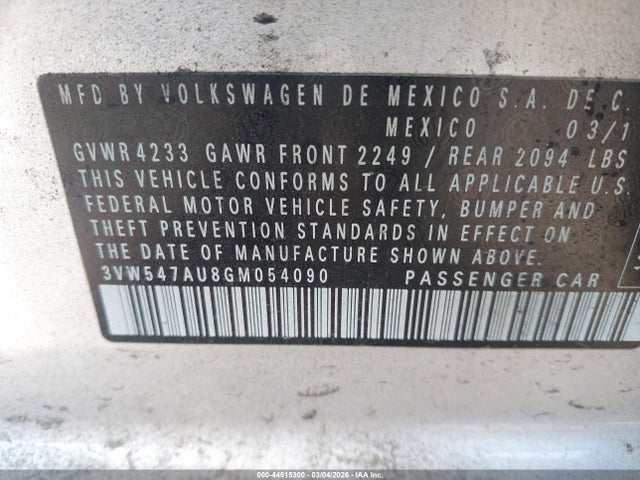 MFD BY VOLKSWAGEN DE MEXICO S.A. DE C.
MEXICO 03/1
GVWR 4233 GAWR FRONT 2249 / REAR 2094 LBS
THIS VEHICLE CONFORMS TO ALL APPLICABLE U.S.
FEDERAL MOTOR VEHICLE SAFETY, BUMPER AND
THEFT PREVENTION STANDARDS IN EFFECT ON
THE DATE OF MANUFACTURE SHOWN ABOVE.
3VW547AU8GM054090 PASSENGER CAR
000-44515300 - 03/04/2026 - IAA Inc.